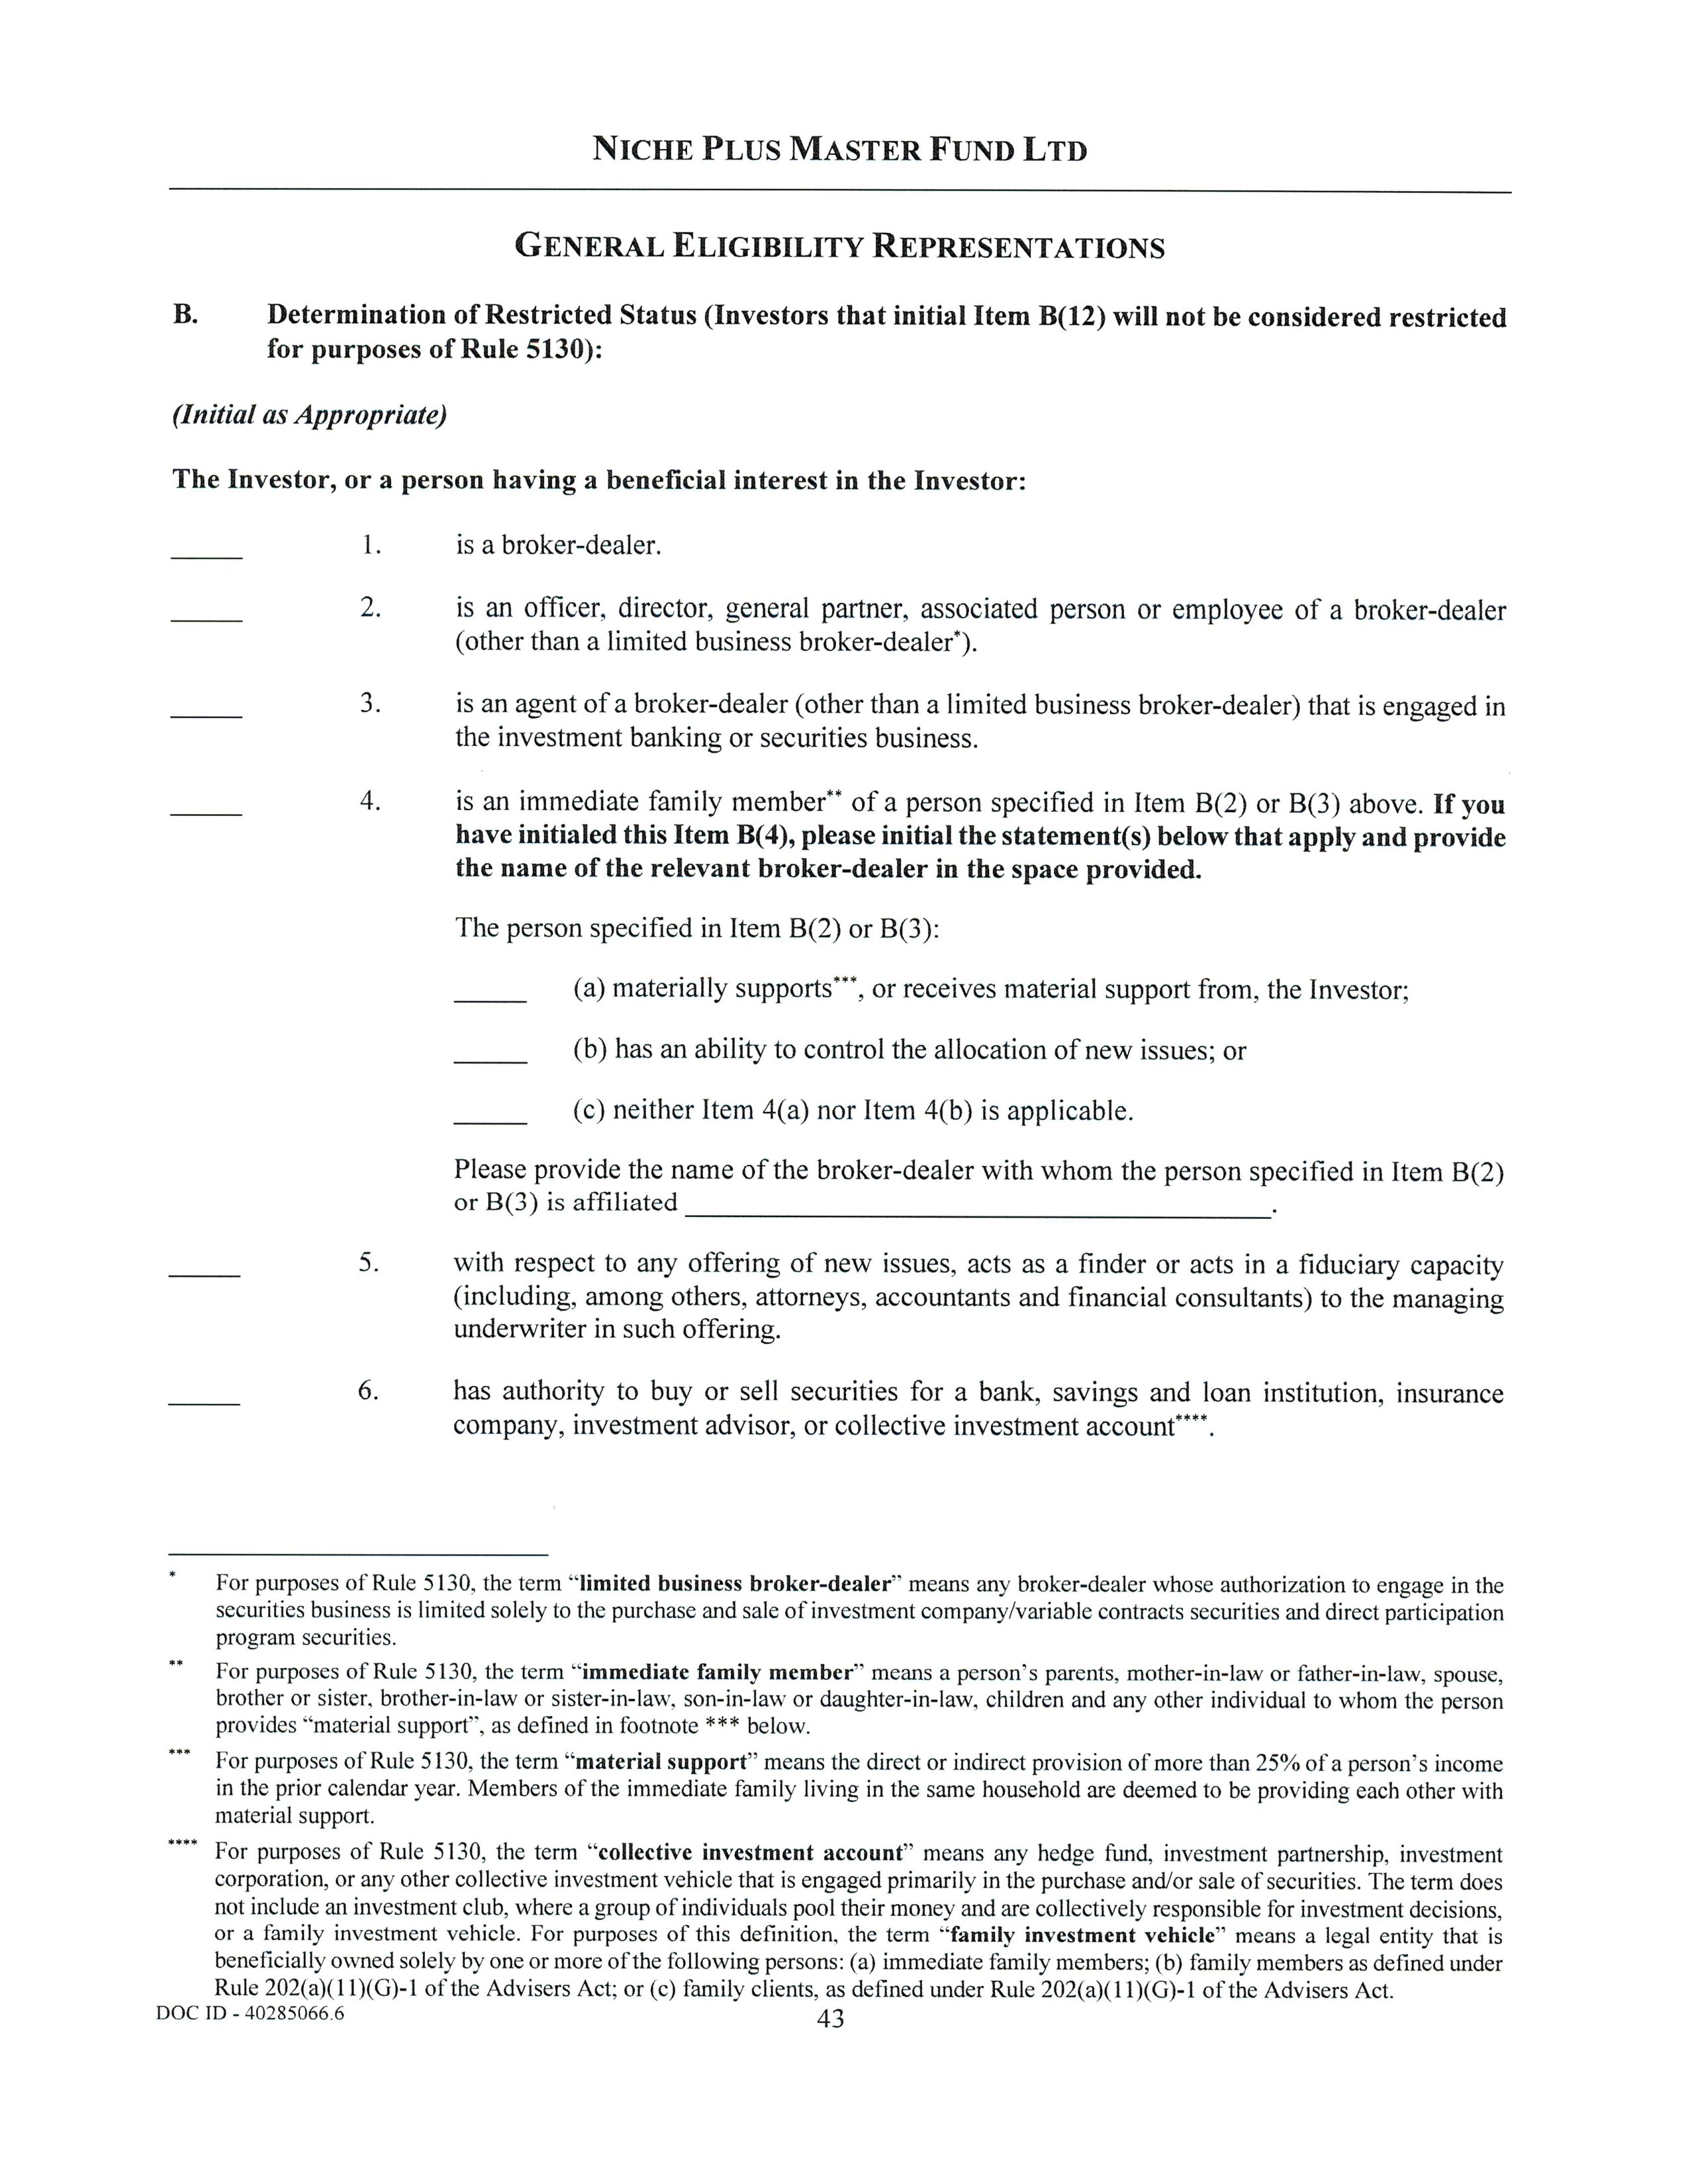 NICHE PLUS MASTER FUND LTD
GENERAL ELIGIBILITY REPRESENTATIONS
B. Determination of Restricted Status (Investors that initial Item B(12) will not be considered restricted
for purposes of Rule 5130):
(Initial as Appropriate)
The Investor, or a person having a beneficial interest in the Investor:
_____ 1. is a broker-dealer.
_____ 2. is an officer, director, general partner, associated person or employee of a broker-dealer
(other than a limited business broker-dealer*).
_____ 3. is an agent of a broker-dealer (other than a limited business broker-dealer) that is engaged in
the investment banking or securities business.
_____ 4. is an immediate family member** of a person specified in Item B(2) or B(3) above. If you
have initialed this Item B(4), please initial the statement(s) below that apply and provide
the name of the relevant broker-dealer in the space provided.
The person specified in Item B(2) or B(3):
_____ (a) materially supports***, or receives material support from, the Investor;
_____ (b) has an ability to control the allocation of new issues; or
_____ (c) neither Item 4(a) nor Item 4(b) is applicable.
Please provide the name of the broker-dealer with whom the person specified in Item B(2)
or B(3) is affiliated ________________________________________.
_____ 5. with respect to any offering of new issues, acts as a finder or acts in a fiduciary capacity
(including, among others, attorneys, accountants and financial consultants) to the managing
underwriter in such offering.
_____ 6. has authority to buy or sell securities for a bank, savings and loan institution, insurance
company, investment advisor, or collective investment account****.
* For purposes of Rule 5130, the term “limited business broker-dealer” means any broker-dealer whose authorization to engage in the
securities business is limited solely to the purchase and sale of investment company/variable contracts securities and direct participation
program securities.
** For purposes of Rule 5130, the term “immediate family member” means a person’s parents, mother-in-law or father-in-law, spouse,
brother or sister, brother-in-law or sister-in-law, son-in-law or daughter-in-law, children and any other individual to whom the person
provides “material support”, as defined in footnote *** below.
*** For purposes of Rule 5130, the term “material support” means the direct or indirect provision of more than 25% of a person’s income
in the prior calendar year. Members of the immediate family living in the same household are deemed to be providing each other with
material support.
**** For purposes of Rule 5130, the term “collective investment account” means any hedge fund, investment partnership, investment
corporation, or any other collective investment vehicle that is engaged primarily in the purchase and/or sale of securities. The term does
not include an investment club, where a group of individuals pool their money and are collectively responsible for investment decisions,
or a family investment vehicle. For purposes of this definition, the term “family investment vehicle” means a legal entity that is
beneficially owned solely by one or more of the following persons: (a) immediate family members; (b) family members as defined under
Rule 202(a)(11)(G)-1 of the Advisers Act; or (c) family clients, as defined under Rule 202(a)(11)(G)-1 of the Advisers Act.
DOC ID - 40285066.6
43